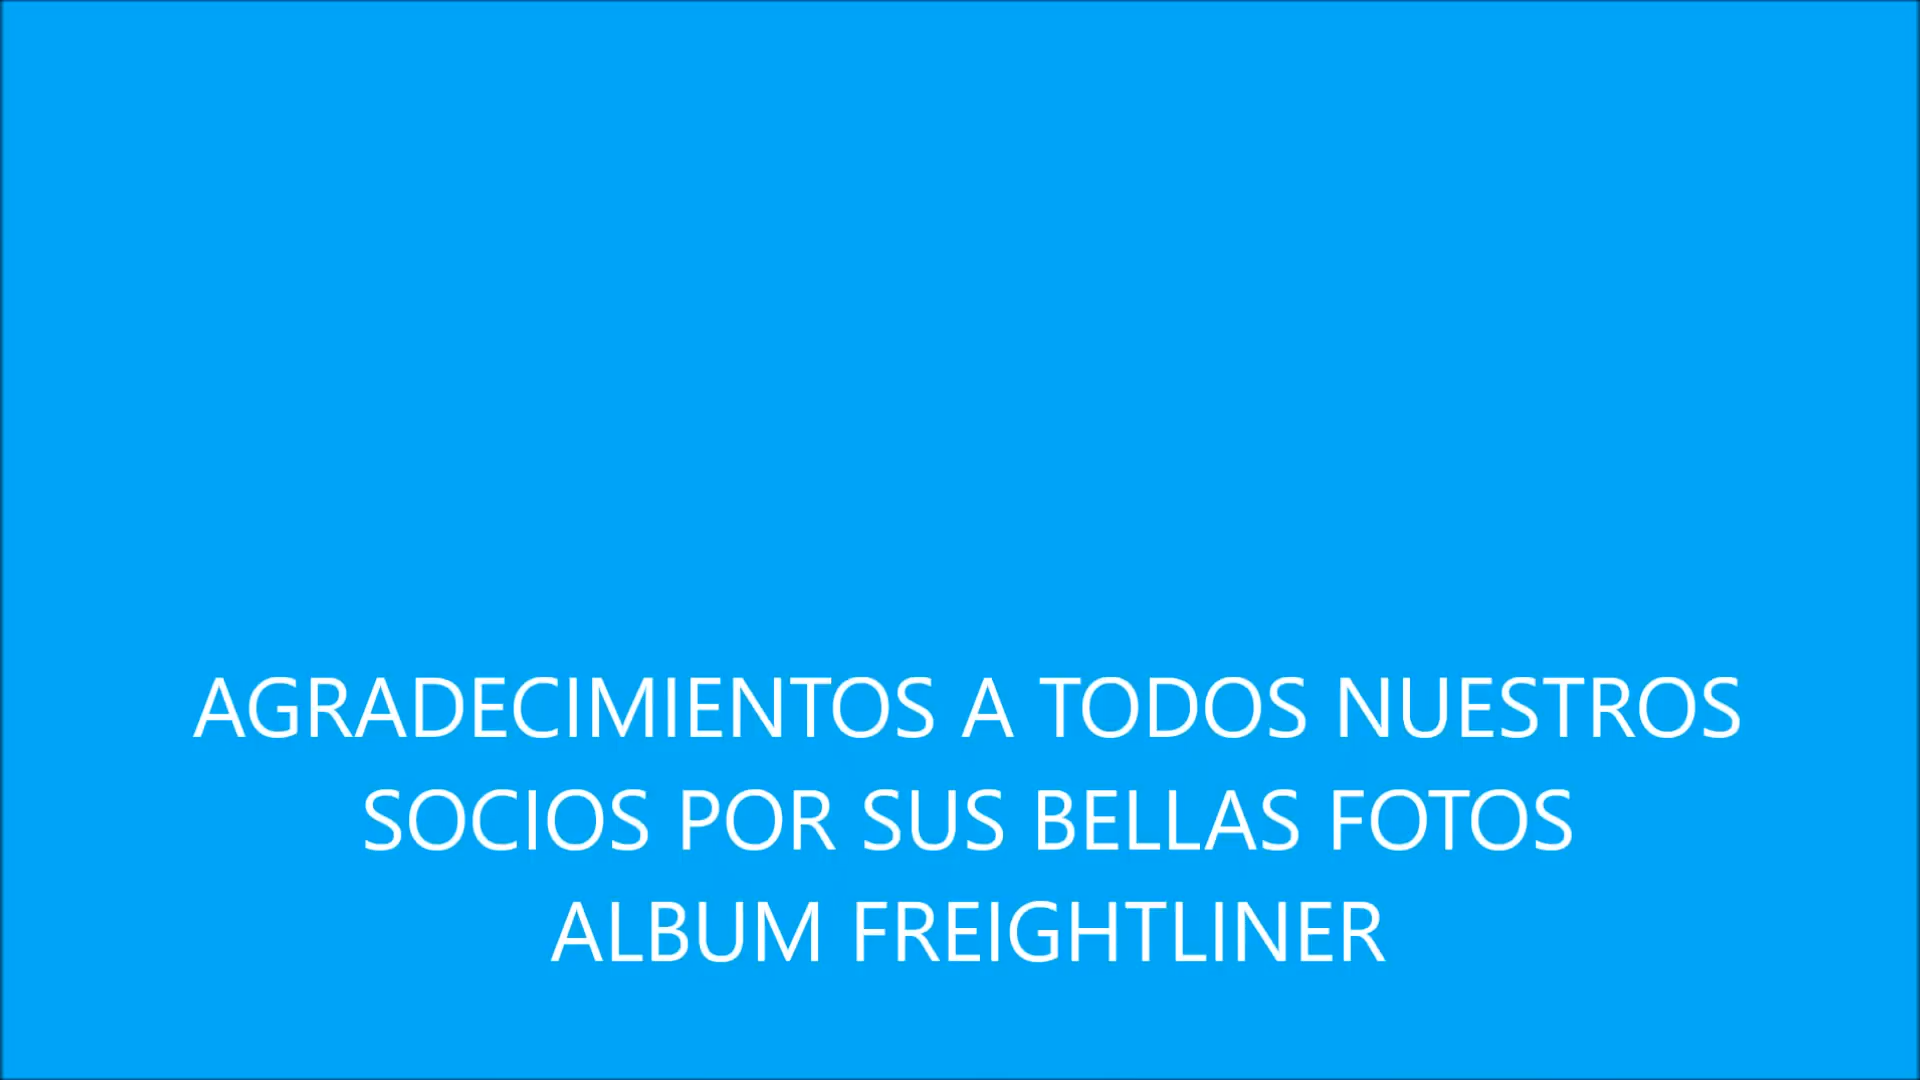 AGRADECIMIENTOS A TODOS NUESTROS
SOCIOS POR SUS BELLAS FOTOS
ALBUM FREIGHTLINER